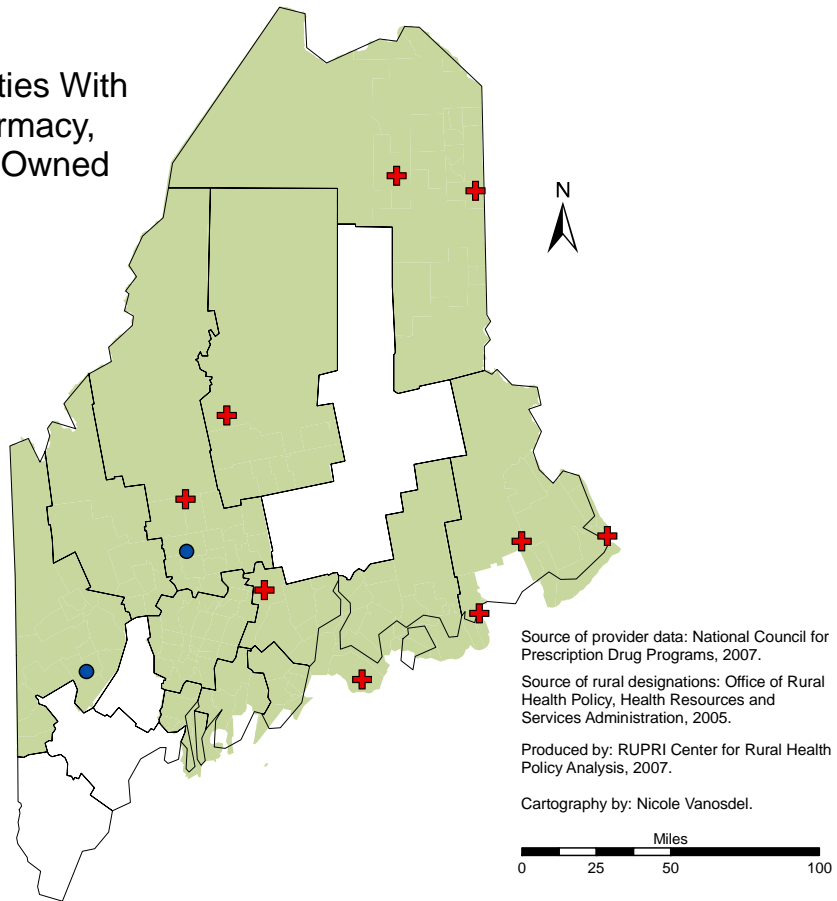 ties With
rmacy,
Owned
N
Source of provider data: National Council for
Prescription Drug Programs, 2007.
Source of rural designations: Office of Rural
Health Policy, Health Resources and
Services Administration, 2005.
Produced by: RUPRI Center for Rural Health
Policy Analysis, 2007.
Cartography by: Nicole Vanosdel.
Miles
0 25 50 100